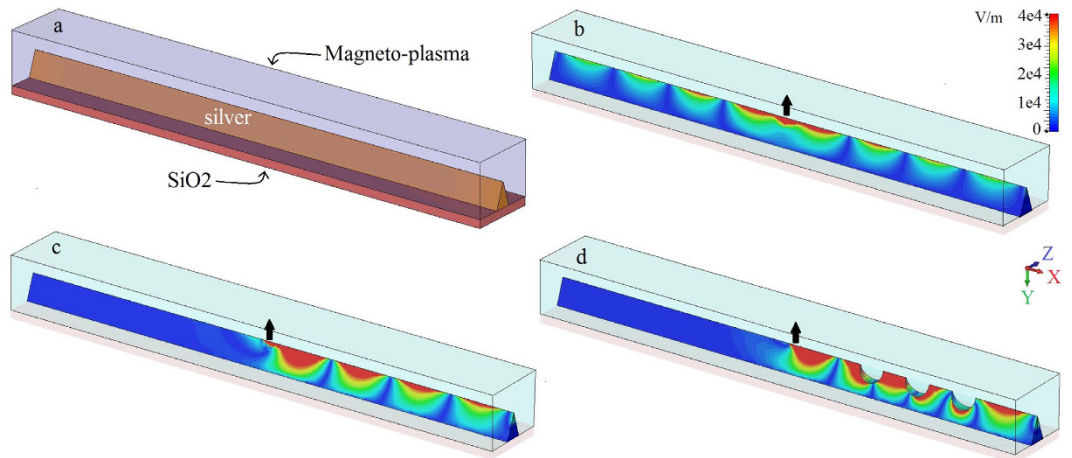 a
Magneto-plasma
silver
SiO2
b
V/m
4e4
3e4
2e4
1e4
0
c
d
Z
X
Y